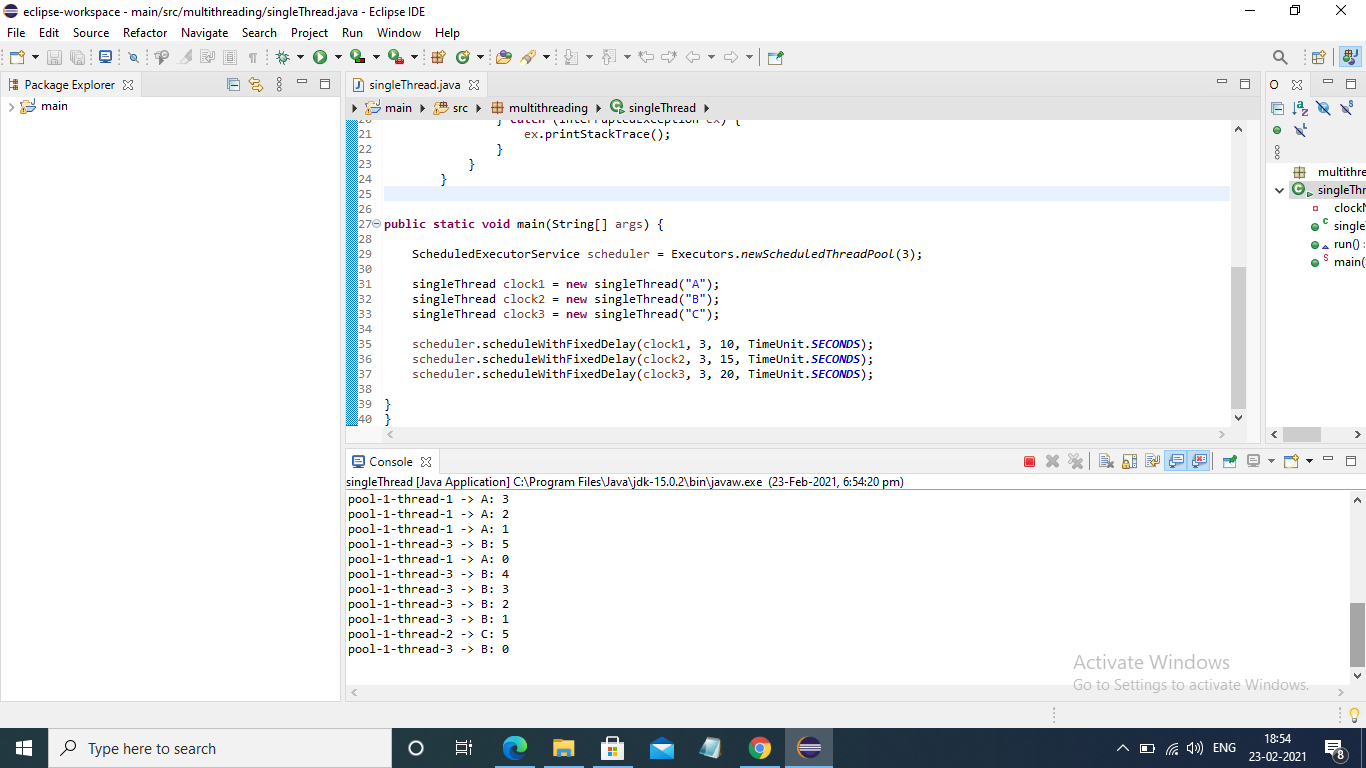 eclipse-workspace - main/src/multithreading/singleThread.java - Eclipse IDE
File Edit Source Refactor Navigate Search Project Run Window Help
Package Explorer
main
singleThread.java
main src multithreading singleThread
20 } catch (InterruptedException ex) {
21 ex.printStackTrace();
22 }
23 }
24 }
25
26
27 public static void main(String[] args) {
28
29 ScheduledExecutorService scheduler = Executors.newScheduledThreadPool(3);
30
31 singleThread clock1 = new singleThread("A");
32 singleThread clock2 = new singleThread("B");
33 singleThread clock3 = new singleThread("C");
34
35 scheduler.scheduleWithFixedDelay(clock1, 3, 10, TimeUnit.SECONDS);
36 scheduler.scheduleWithFixedDelay(clock2, 3, 15, TimeUnit.SECONDS);
37 scheduler.scheduleWithFixedDelay(clock3, 3, 20, TimeUnit.SECONDS);
38
39 }
40 }
O
multithre
singleThr
clockN
single
run() :
main(
Console
singleThread [Java Application] C:\Program Files\Java\jdk-15.0.2\bin\javaw.exe (23-Feb-2021, 6:54:20 pm)
pool-1-thread-1 -> A: 3
pool-1-thread-1 -> A: 2
pool-1-thread-1 -> A: 1
pool-1-thread-3 -> B: 5
pool-1-thread-1 -> A: 0
pool-1-thread-3 -> B: 4
pool-1-thread-3 -> B: 3
pool-1-thread-3 -> B: 2
pool-1-thread-3 -> B: 1
pool-1-thread-2 -> C: 5
pool-1-thread-3 -> B: 0
Activate Windows
Go to Settings to activate Windows.
Type here to search
ENG
18:54
23-02-2021
8